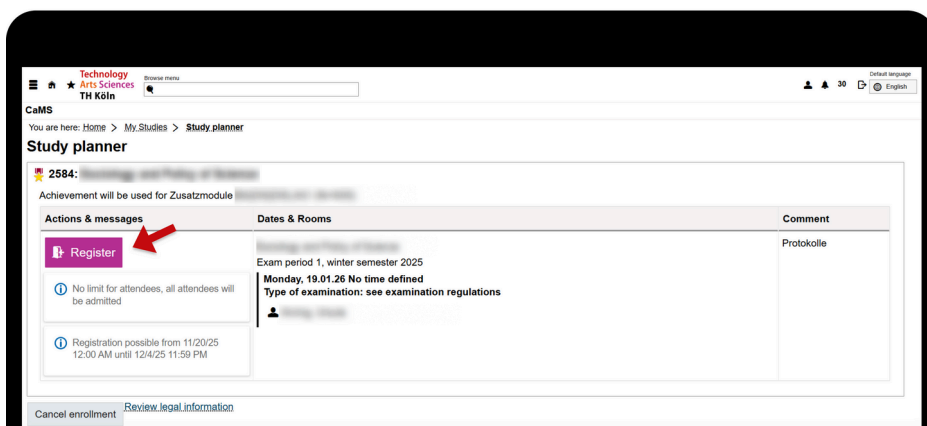 Technology
Arts Sciences
TH Köln
Browse menu
30
Default language
English
CaMS
You are here: Home > My Studies > Study planner
Study planner
2584:
Achievement will be used for Zusatzmodule
Actions & messages
Dates & Rooms
Comment
Register
Exam period 1, winter semester 2025
Protokolle
Monday, 19.01.26 No time defined
Type of examination: see examination regulations
No limit for attendees, all attendees will
be admitted
Registration possible from 11/20/25
12:00 AM until 12/4/25 11:59 PM
Cancel enrollment
Review legal information